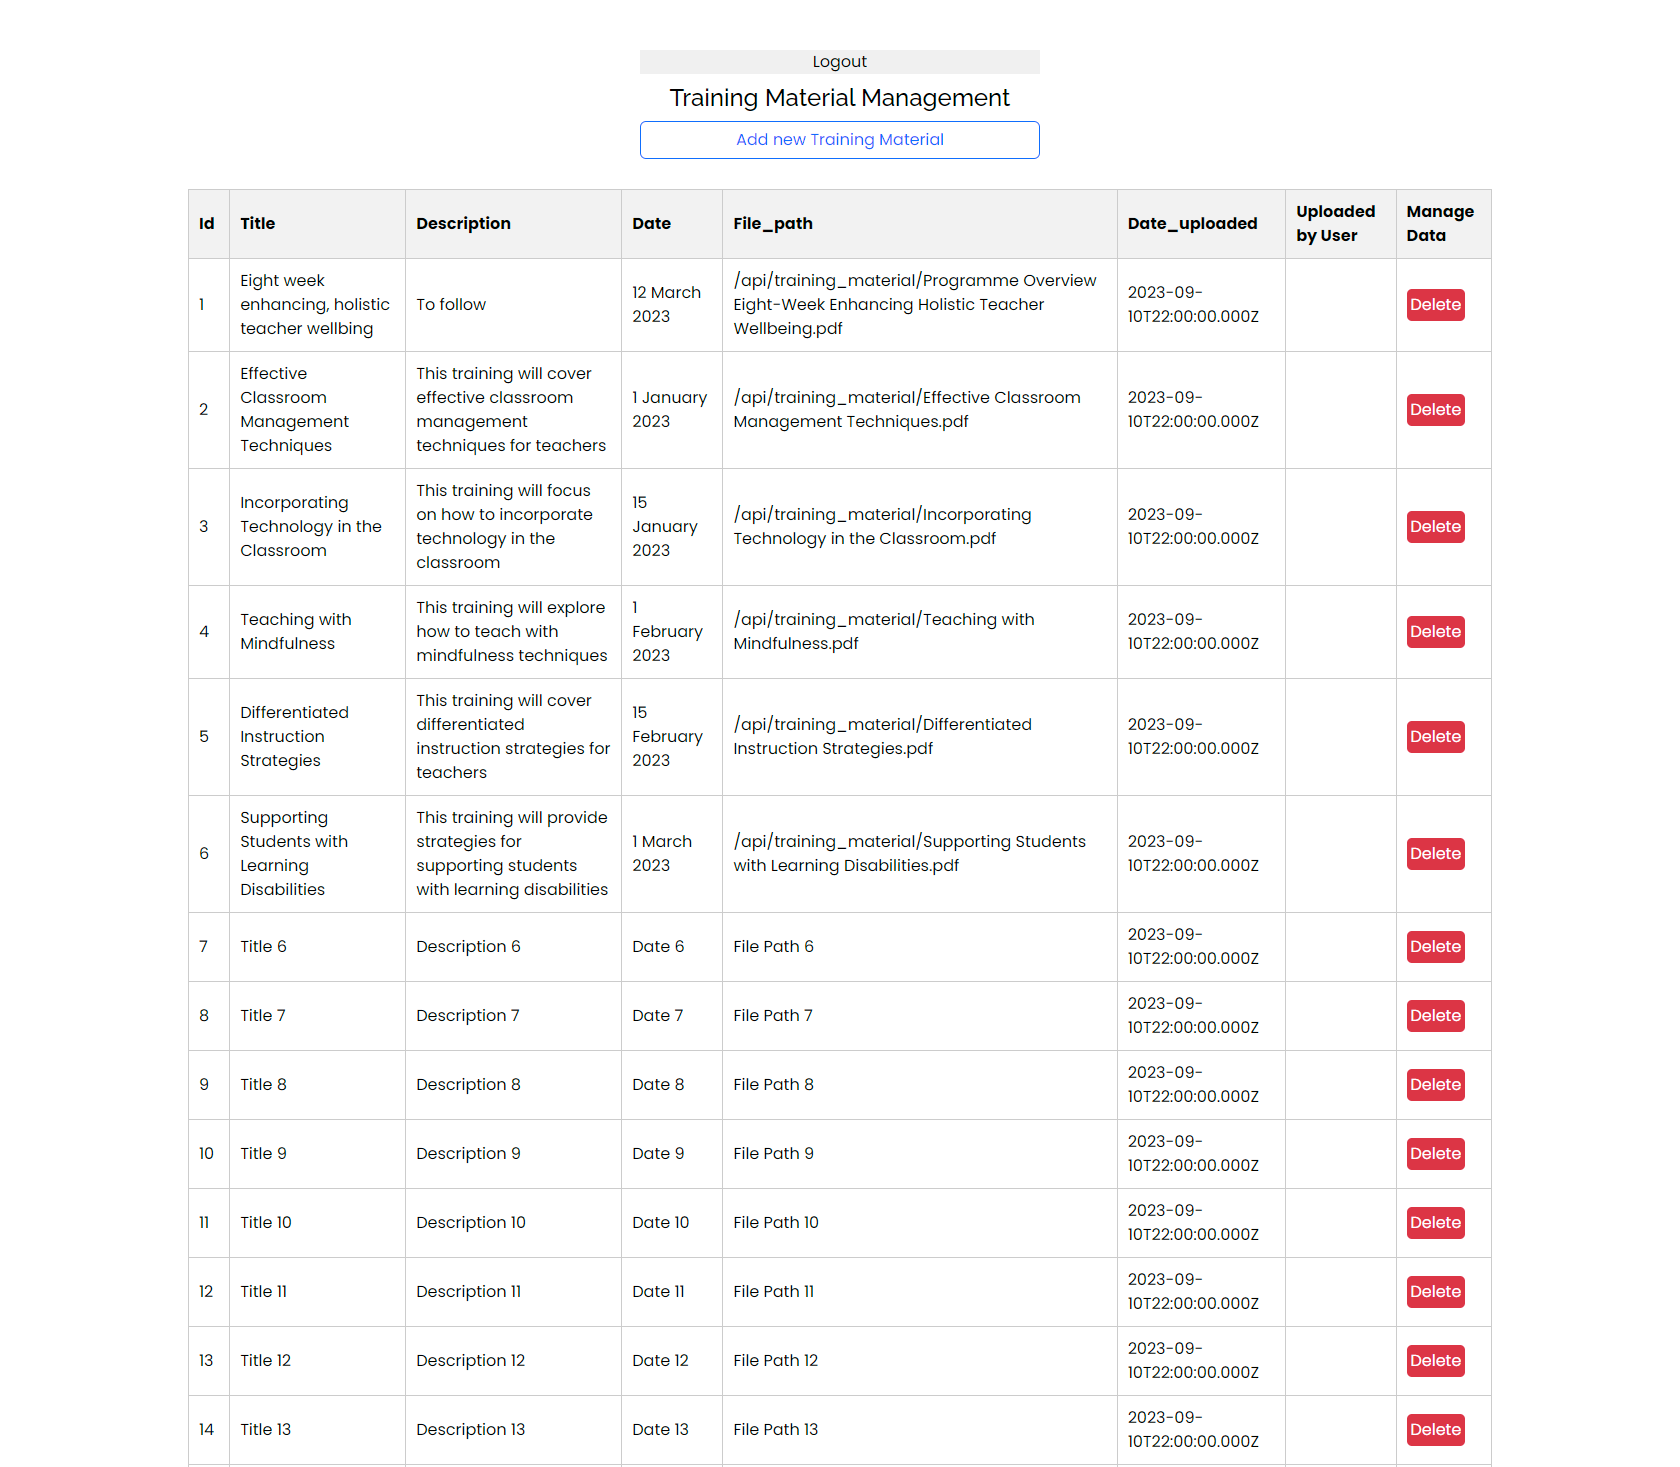 Logout
Training Material Management
Add new Training Material
Id Title Description Date File_path Date_uploaded Uploaded by User Manage Data
1 Eight week enhancing, holistic teacher wellbing To follow 12 March 2023 /api/training_material/Programme Overview Eight-Week Enhancing Holistic Teacher Wellbeing.pdf 2023-09-10T22:00:00.000Z Delete
2 Effective Classroom Management Techniques This training will cover effective classroom management techniques for teachers 1 January 2023 /api/training_material/Effective Classroom Management Techniques.pdf 2023-09-10T22:00:00.000Z Delete
3 Incorporating Technology in the Classroom This training will focus on how to incorporate technology in the classroom 15 January 2023 /api/training_material/Incorporating Technology in the Classroom.pdf 2023-09-10T22:00:00.000Z Delete
4 Teaching with Mindfulness This training will explore how to teach with mindfulness techniques 1 February 2023 /api/training_material/Teaching with Mindfulness.pdf 2023-09-10T22:00:00.000Z Delete
5 Differentiated Instruction Strategies This training will cover differentiated instruction strategies for teachers 15 February 2023 /api/training_material/Differentiated Instruction Strategies.pdf 2023-09-10T22:00:00.000Z Delete
6 Supporting Students with Learning Disabilities This training will provide strategies for supporting students with learning disabilities 1 March 2023 /api/training_material/Supporting Students with Learning Disabilities.pdf 2023-09-10T22:00:00.000Z Delete
7 Title 6 Description 6 Date 6 File Path 6 2023-09-10T22:00:00.000Z Delete
8 Title 7 Description 7 Date 7 File Path 7 2023-09-10T22:00:00.000Z Delete
9 Title 8 Description 8 Date 8 File Path 8 2023-09-10T22:00:00.000Z Delete
10 Title 9 Description 9 Date 9 File Path 9 2023-09-10T22:00:00.000Z Delete
11 Title 10 Description 10 Date 10 File Path 10 2023-09-10T22:00:00.000Z Delete
12 Title 11 Description 11 Date 11 File Path 11 2023-09-10T22:00:00.000Z Delete
13 Title 12 Description 12 Date 12 File Path 12 2023-09-10T22:00:00.000Z Delete
14 Title 13 Description 13 Date 13 File Path 13 2023-09-10T22:00:00.000Z Delete